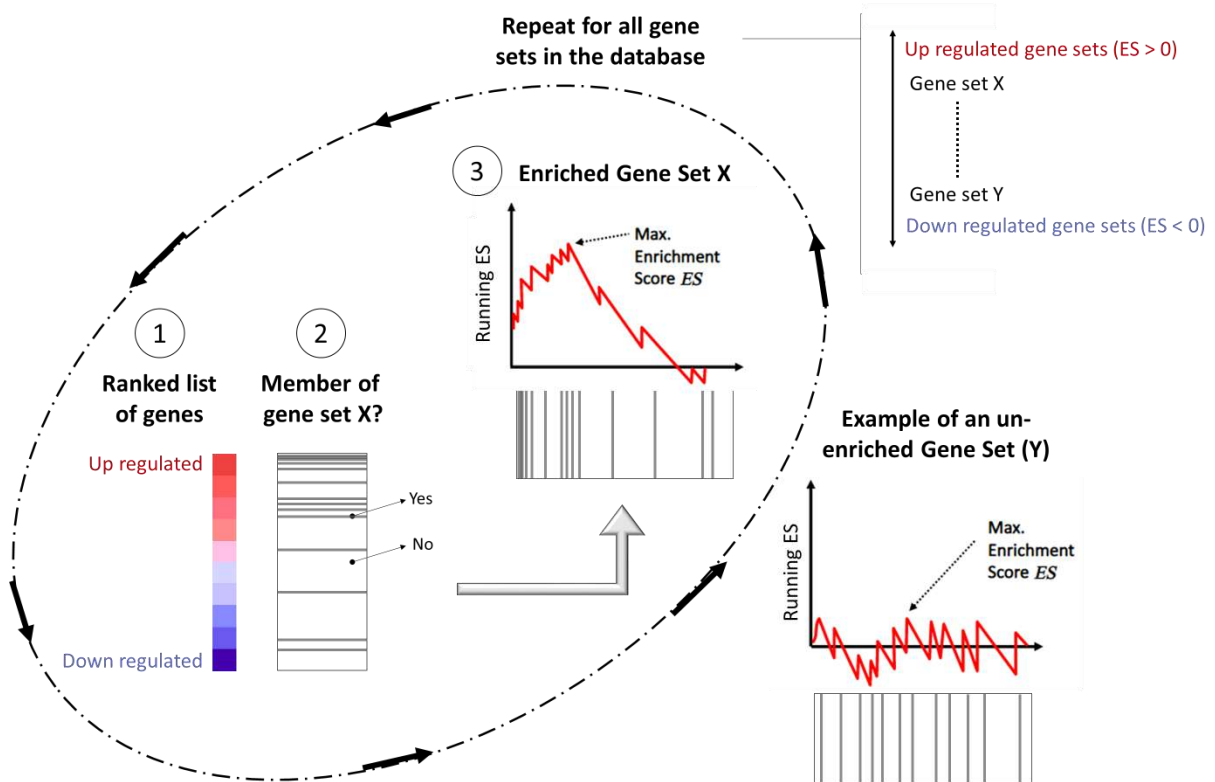 Repeat for all gene
sets in the database
Up regulated gene sets (ES > 0)
Gene set X
Gene set Y
Down regulated gene sets (ES < 0)
3
Enriched Gene Set X
Max.
Enrichment
Score ES
Running ES
1
Ranked list
of genes
Up regulated
Down regulated
2
Member of
gene set X?
Yes
No
Example of an un-
enriched Gene Set (Y)
Max.
Enrichment
Score ES
Running ES